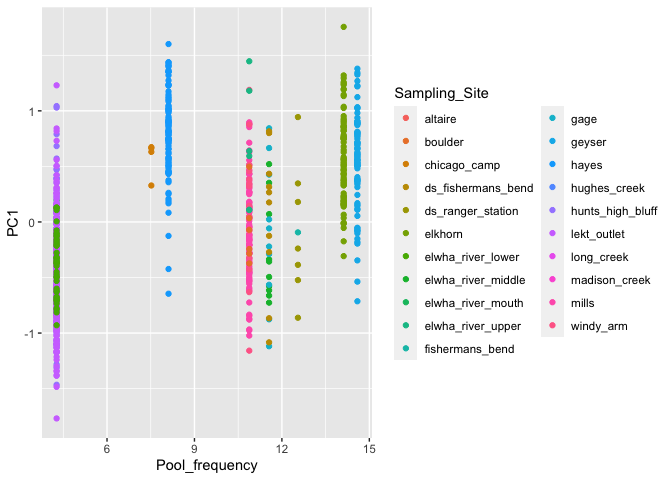 PC1
1
0
-1
6
9
12
15
Pool_frequency
Sampling_Site
altaire
boulder
chicago_camp
ds_fishermans_bend
ds_ranger_station
elkhorn
elwha_river_lower
elwha_river_middle
elwha_river_mouth
elwha_river_upper
fishermans_bend
gage
geyser
hayes
hughes_creek
hunts_high_bluff
lekt_outlet
long_creek
madison_creek
mills
windy_arm